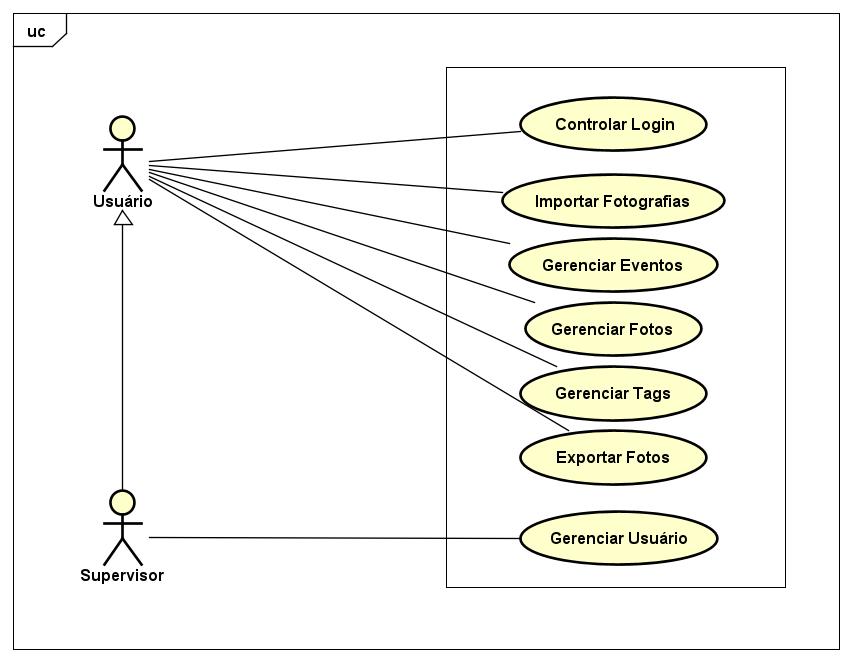 uc
Controlar Login
Importar Fotografias
Usuário
Gerenciar Eventos
Gerenciar Fotos
Gerenciar Tags
Exportar Fotos
Gerenciar Usuário
Supervisor